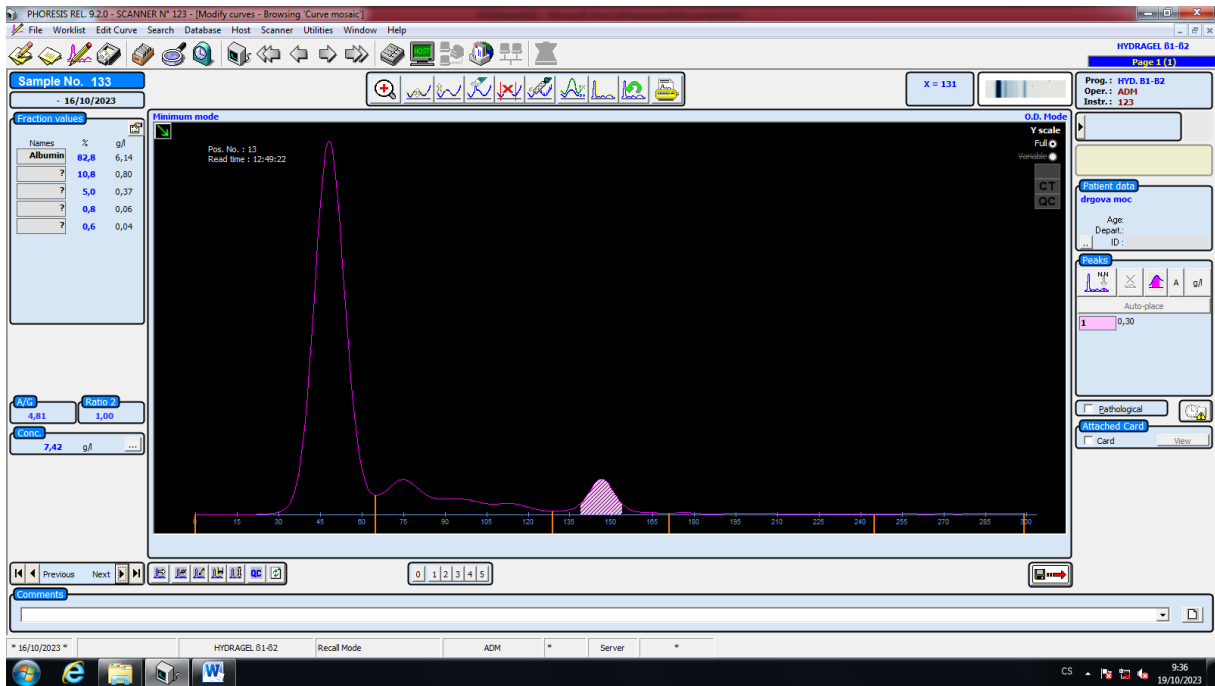 PHORESIS REL. 9.2.0 - SCANNER N° 123 - [Modify curves - Browsing 'Curve mosaic']
File Worklist Edit Curve Search Database Host Scanner Utilities Window Help
HYDRAGEL ß1-ß2
Page 1 (1)
Sample No. 133
- 16/10/2023
X = 131
Prog.: HYD. B1-B2
Oper.: ADM
Instr.: 123
Fraction values
Names % g/l
Albumin 82,8 6,14
? 10,8 0,80
? 5,0 0,37
? 0,8 0,06
? 0,6 0,04
A/G
4,81
Ratio 2
1,00
Conc.
7,42 g/l ...
Minimum mode
O.D. Mode
Pos. No. : 13
Read time : 12:49:22
Y scale
Full
Variable
CT
QC
15 30 45 60 75 90 105 120 135 150 165 180 195 210 225 240 255 270 285 300
Patient data
drgova moc
Age:
Depart.:
.. ID :
Peaks
N.N A g/l
Auto-place
1 0,30
Pathological
Attached Card
Card View
Previous Next
QC
0 1 2 3 4 5
Comments
* 16/10/2023 * HYDRAGEL ß1-ß2 Recall Mode ADM * Server *
CS 9:36
19/10/2023